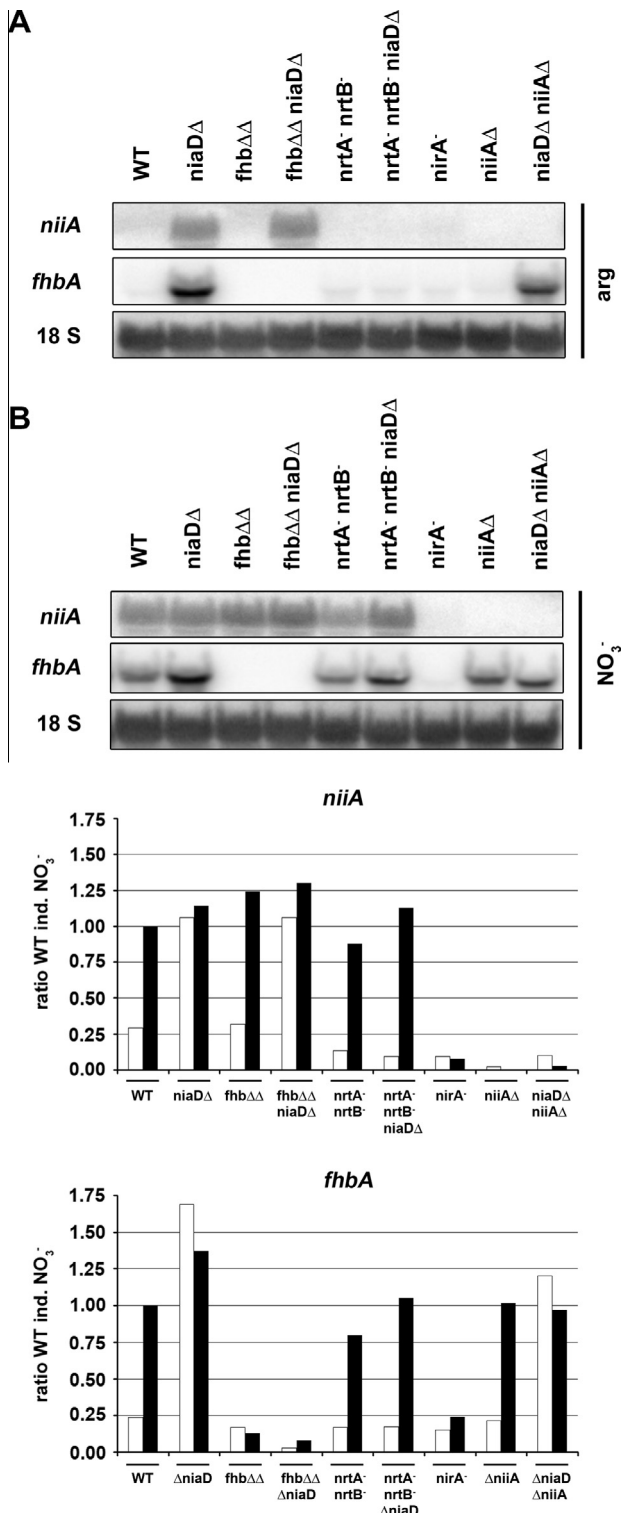 A
WT niaDΔ fhbΔΔ fhbΔΔ niaDΔ nrtA- nrtB- nrtA- nrtB- niaDΔ nirA- niiAΔ niaDΔ niiAΔ
niiA
fhbA
18 S
arg
B
WT niaDΔ fhbΔΔ fhbΔΔ niaDΔ nrtA- nrtB- nrtA- nrtB- niaDΔ nirA- niiAΔ niaDΔ niiAΔ
niiA
fhbA
18 S
NO3-
niiA
ratio WT ind. NO3-
1.75
1.50
1.25
1.00
0.75
0.50
0.25
0.00
WT niaDΔ fhbΔΔ fhbΔΔ nrtA- nrtA- nirA- niiAΔ niaDΔ
niaDΔ nrtB- nrtB- niiAΔ
niaDΔ
fhbA
ratio WT ind. NO3-
1.75
1.50
1.25
1.00
0.75
0.50
0.25
0.00
WT ΔniaD fhbΔΔ fhbΔΔ nrtA- nrtA- nirA- ΔniiA ΔniaD
ΔniaD nrtB- nrtB- ΔniiA
ΔniaD